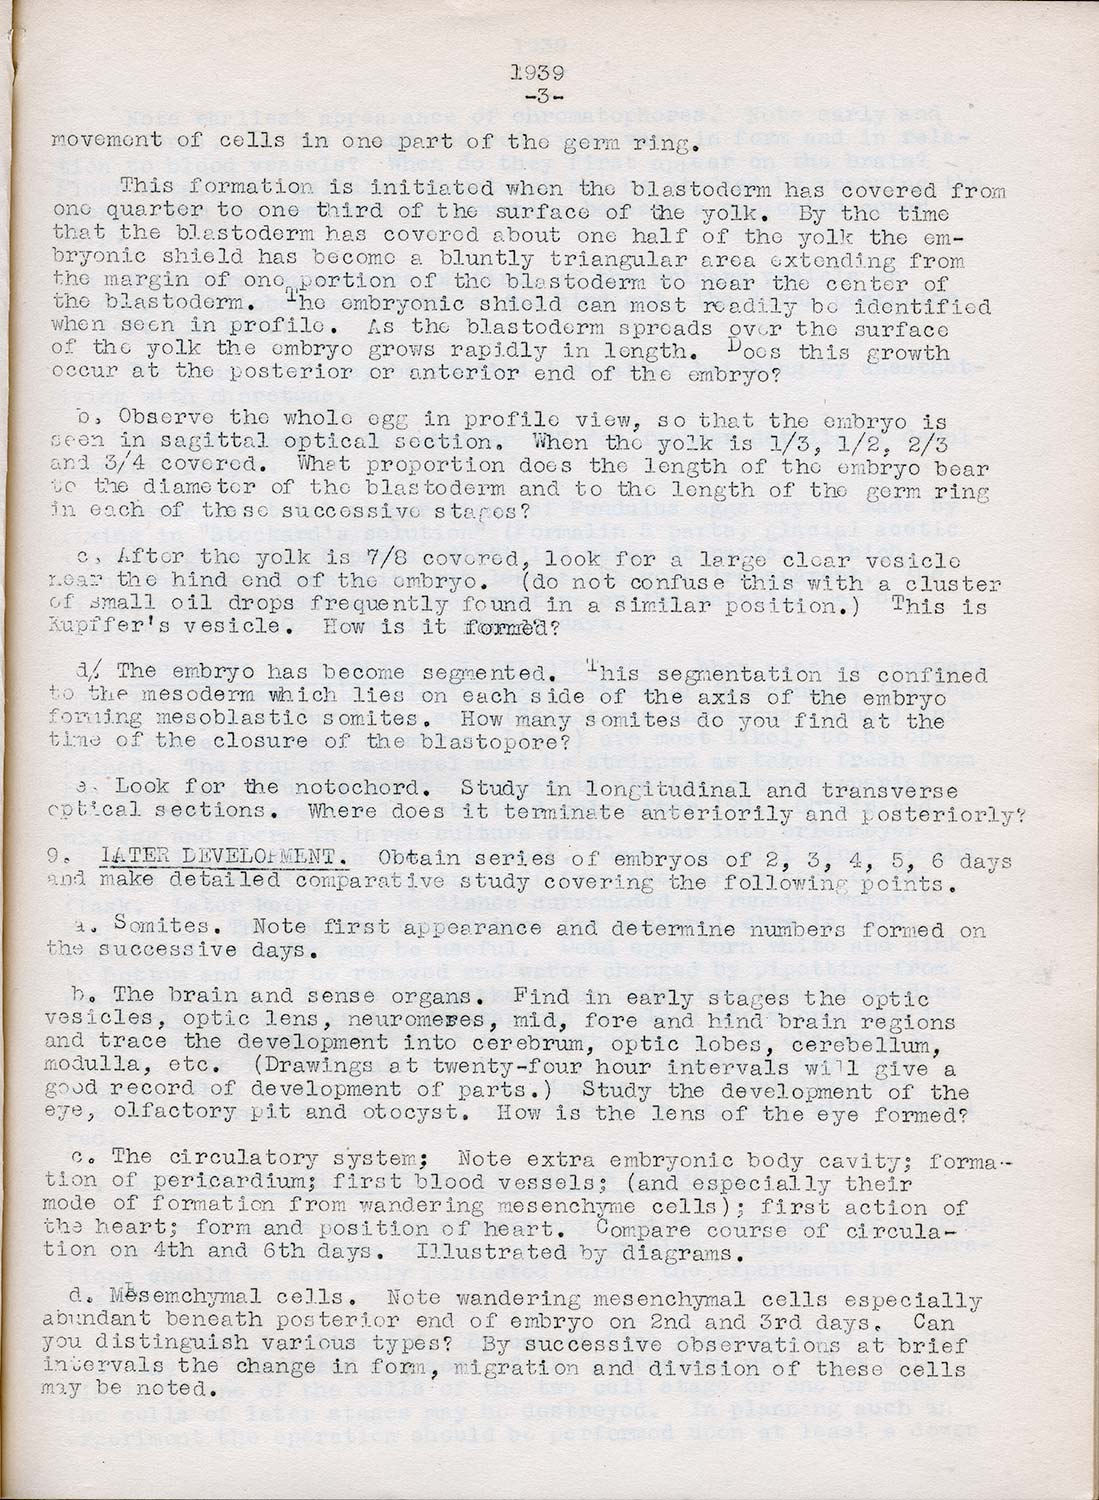 1939
-3-
movement of cells in one part of the germ ring.
This formation is initiated when the blastoderm has covered from
one quarter to one third of the surface of the yolk. By the time
that the blastoderm has covered about one half of the yolk the em-
bryonic shield has become a bluntly triangular area extending from
the margin of one portion of the blastoderm to near the center of
the blastoderm. The embryonic shield can most readily be identified
when seen in profile. As the blastoderm spreads over the surface
of the yolk the embryo grows rapidly in length. Does this growth
occur at the posterior or anterior end of the embryo?
b. Observe the whole egg in profile view, so that the embryo is
seen in sagittal optical section. When the yolk is 1/3, 1/2, 2/3
and 3/4 covered. What proportion does the length of the embryo bear
to the diameter of the blastoderm and to the length of the germ ring
in each of these successive stages?
c. After the yolk is 7/8 covered, look for a large clear vesicle
near the hind end of the embryo. (do not confuse this with a cluster
of small oil drops frequently found in a similar position.) This is
Kupffer's vesicle. How is it formed?
d/ The embryo has become segmented. This segmentation is confined
to the mesoderm which lies on each side of the axis of the embryo
forming mesoblastic somites. How many somites do you find at the
time of the closure of the blastopore?
e. Look for the notochord. Study in longitudinal and transverse
optical sections. Where does it terminate anteriorily and posteriorly?
9. LATER DEVELOPMENT. Obtain series of embryos of 2, 3, 4, 5, 6 days
and make detailed comparative study covering the following points.
a. Somites. Note first appearance and determine numbers formed on
the successive days.
b. The brain and sense organs. Find in early stages the optic
vesicles, optic lens, neuromeres, mid, fore and hind brain regions
and trace the development into cerebrum, optic lobes, cerebellum,
modulla, etc. (Drawings at twenty-four hour intervals will give a
good record of development of parts.) Study the development of the
eye, olfactory pit and otocyst. How is the lens of the eye formed?
c. The circulatory system; Note extra embryonic body cavity; forma-
tion of pericardium; first blood vessels; (and especially their
mode of formation from wandering mesenchyme cells); first action of
the heart; form and position of heart. Compare course of circula-
tion on 4th and 6th days. Illustrated by diagrams.
d. Mesemchymal cells. Note wandering mesenchymal cells especially
abundant beneath posterior end of embryo on 2nd and 3rd days. Can
you distinguish various types? By successive observations at brief
intervals the change in form, migration and division of these cells
may be noted.